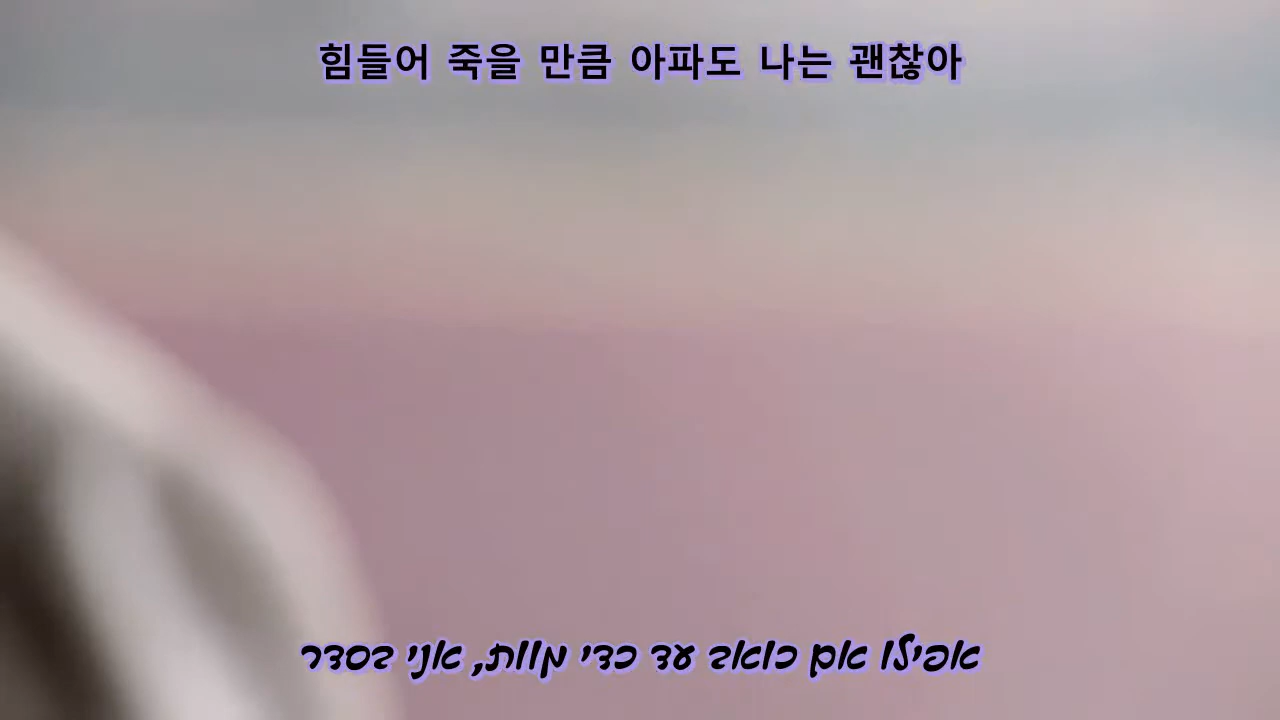 힘들어 죽을 만큼 아파도 나는 괜찮아
אפילו אם כואב עד כדי מוות, אני בסדר